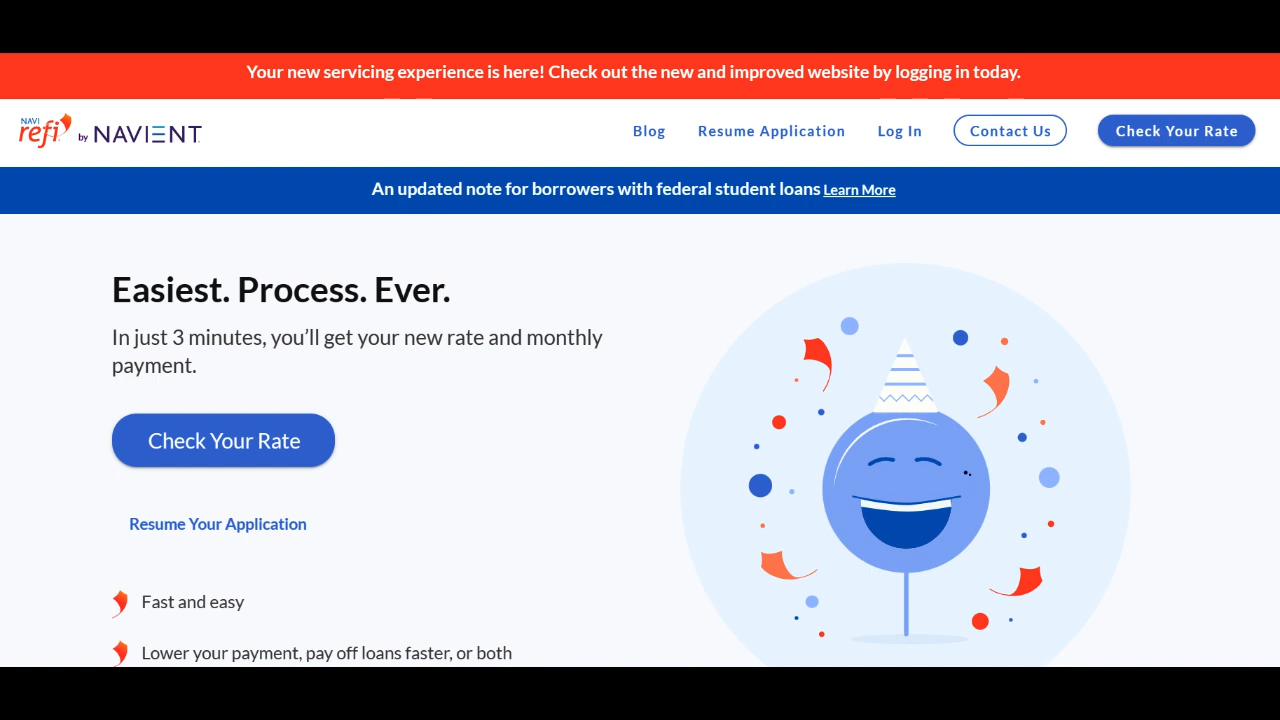 Your new servicing experience is here! Check out the new and improved website by logging in today.
NAVI
refi by NAVIENT
Blog
Resume Application
Log In
Contact Us
Check Your Rate
An updated note for borrowers with federal student loans Learn More
Easiest. Process. Ever.
In just 3 minutes, you’ll get your new rate and monthly
payment.
Check Your Rate
Resume Your Application
Fast and easy
Lower your payment, pay off loans faster, or both